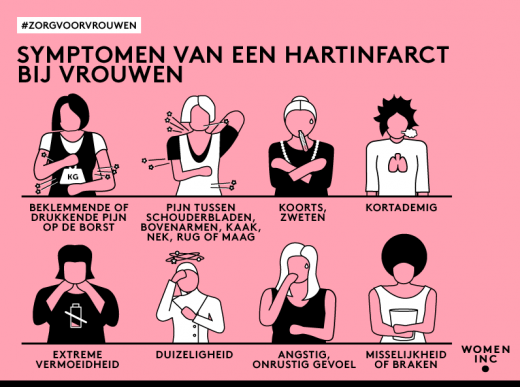 #ZORGVOORVROUWEN
SYMPTOMEN VAN EEN HARTINFARCT
BIJ VROUWEN
KG
BEKLEMMENDE OF
DRUKKENDE PIJN
OP DE BORST
PIJN TUSSEN
SCHOUDERBLADEN,
BOVENARMEN, KAAK,
NEK, RUG OF MAAG
KOORTS,
ZWETEN
KORTADEMIG
EXTREME
VERMOEIDHEID
DUIZELIGHEID
ANGSTIG,
ONRUSTIG GEVOEL
MISSELIJKHEID
OF BRAKEN
WOMEN
INC